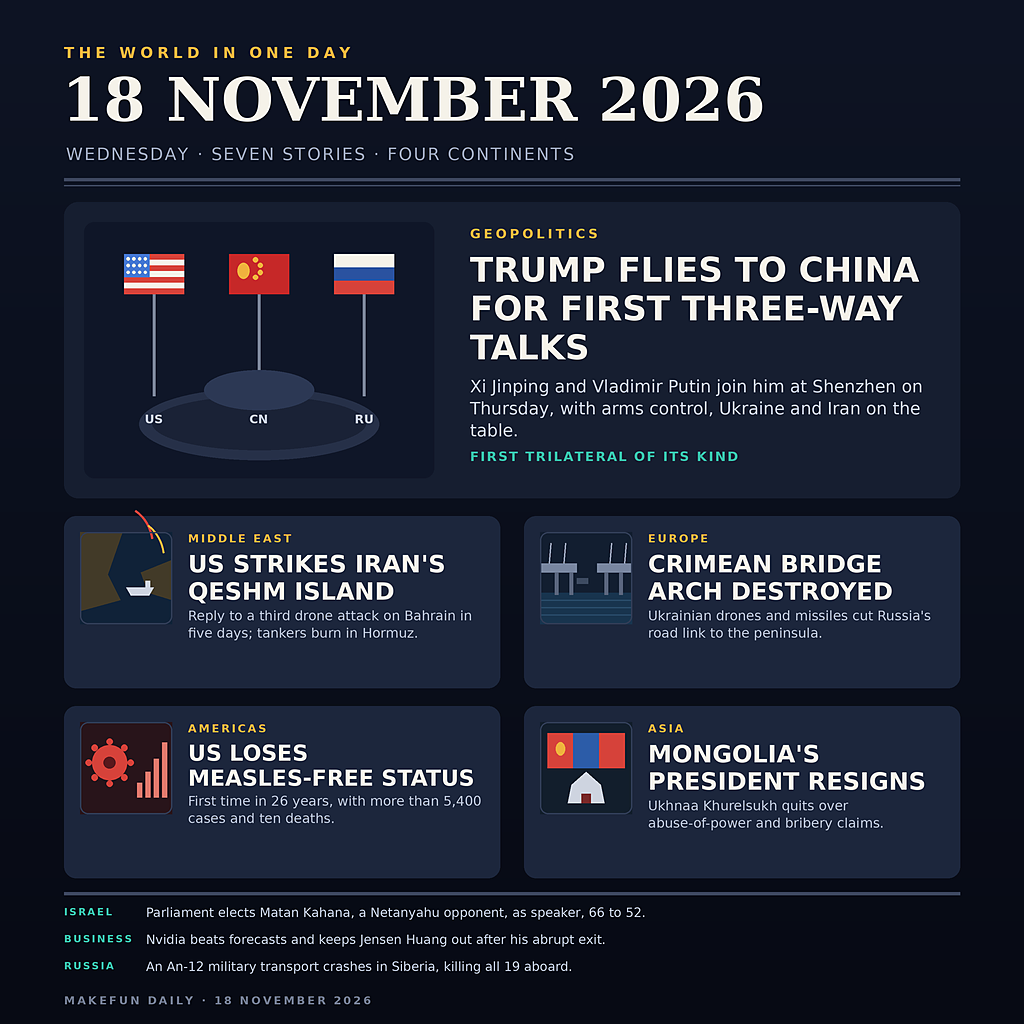 THE WORLD IN ONE DAY
18 NOVEMBER 2026
WEDNESDAY · SEVEN STORIES · FOUR CONTINENTS
US
CN
RU
GEOPOLITICS
TRUMP FLIES TO CHINA
FOR FIRST THREE-WAY
TALKS
Xi Jinping and Vladimir Putin join him at Shenzhen on
Thursday, with arms control, Ukraine and Iran on the
table.
FIRST TRILATERAL OF ITS KIND
MIDDLE EAST
US STRIKES IRAN'S
QESHM ISLAND
Reply to a third drone attack on Bahrain in
five days; tankers burn in Hormuz.
EUROPE
CRIMEAN BRIDGE
ARCH DESTROYED
Ukrainian drones and missiles cut Russia's
road link to the peninsula.
AMERICAS
US LOSES
MEASLES-FREE STATUS
First time in 26 years, with more than 5,400
cases and ten deaths.
ASIA
MONGOLIA'S
PRESIDENT RESIGNS
Ukhnaa Khurelsukh quits over
abuse-of-power and bribery claims.
ISRAEL Parliament elects Matan Kahana, a Netanyahu opponent, as speaker, 66 to 52.
BUSINESS Nvidia beats forecasts and keeps Jensen Huang out after his abrupt exit.
RUSSIA An An-12 military transport crashes in Siberia, killing all 19 aboard.
MAKEFUN DAILY · 18 NOVEMBER 2026